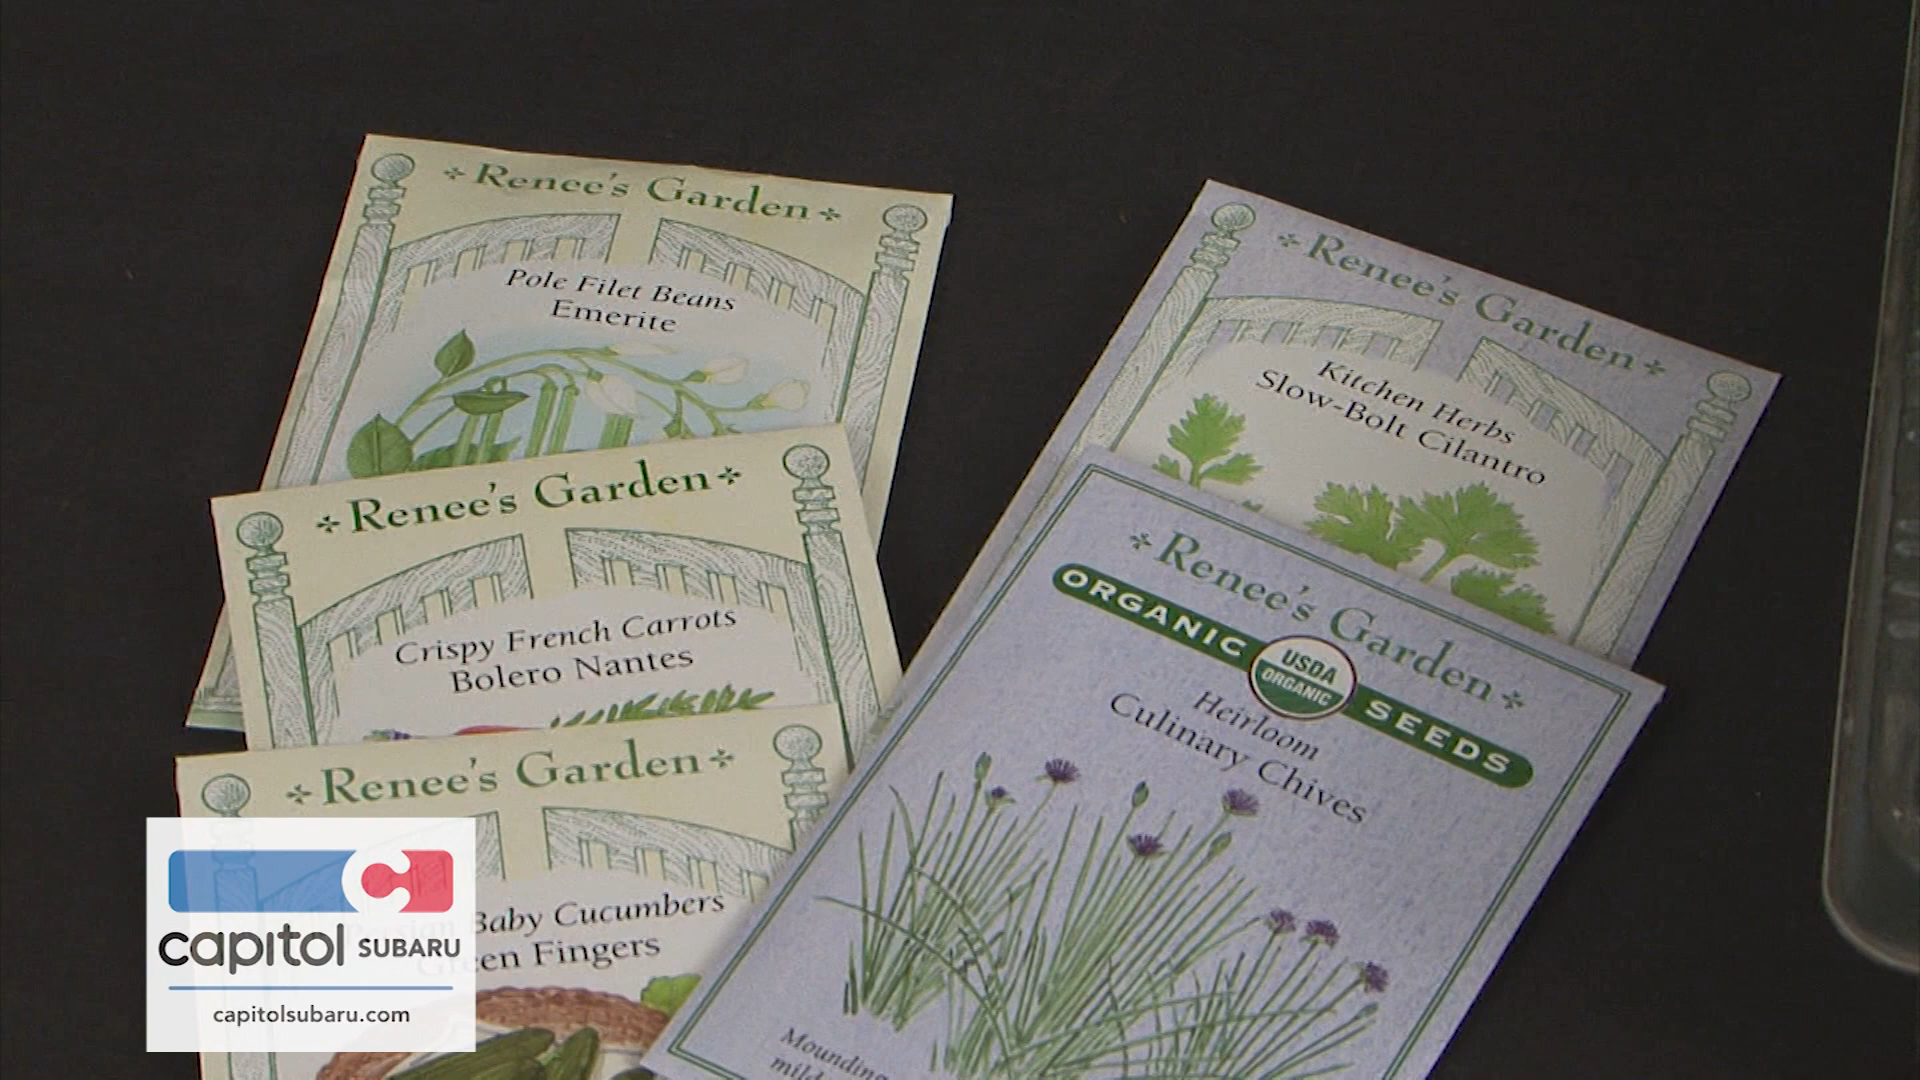 Renee's Garden
Pole Filet Beans
Emerite
Renee's Garden
Crispy French Carrots
Bolero Nantes
Renee's Garden
Persian Baby Cucumbers
Green Fingers
Renee's Garden
Kitchen Herbs
Slow-Bolt Cilantro
Renee's Garden
ORGANIC USDA ORGANIC SEEDS
Heirloom
Culinary Chives
Mounding
capitol SUBARU
capitolsubaru.com